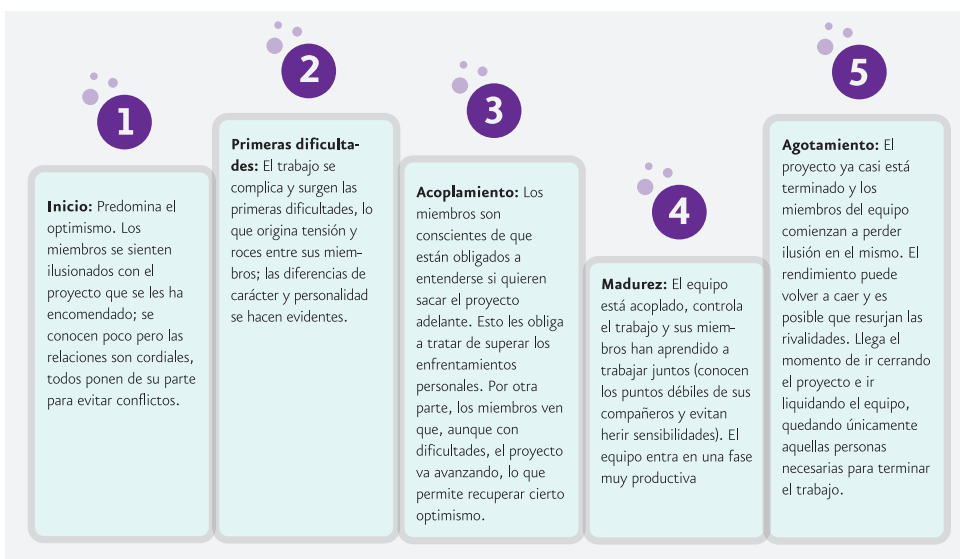 1
Inicio: Predomina el
optimismo. Los
miembros se sienten
ilusionados con el
proyecto que se les ha
encomendado; se
conocen poco pero las
relaciones son cordiales,
todos ponen de su parte
para evitar conflictos.
2
Primeras dificulta-
des: El trabajo se
complica y surgen las
primeras dificultades, lo
que origina tensión y
roces entre sus miem-
bros; las diferencias de
carácter y personalidad
se hacen evidentes.
3
Acoplamiento: Los
miembros son
conscientes de que
están obligados a
entenderse si quieren
sacar el proyecto
adelante. Esto les obliga
a tratar de superar los
enfrentamientos
personales. Por otra
parte, los miembros ven
que, aunque con
dificultades, el proyecto
va avanzando, lo que
permite recuperar cierto
optimismo.
4
Madurez: El equipo
está acoplado, controla
el trabajo y sus miem-
bros han aprendido a
trabajar juntos (conocen
los puntos débiles de sus
compañeros y evitan
herir sensibilidades). El
equipo entra en una fase
muy productiva
5
Agotamiento: El
proyecto ya casi está
terminado y los
miembros del equipo
comienzan a perder
ilusión en el mismo. El
rendimiento puede
volver a caer y es
posible que resurjan las
rivalidades. Llega el
momento de ir cerrando
el proyecto e ir
liquidando el equipo,
quedando únicamente
aquellas personas
necesarias para terminar
el trabajo.